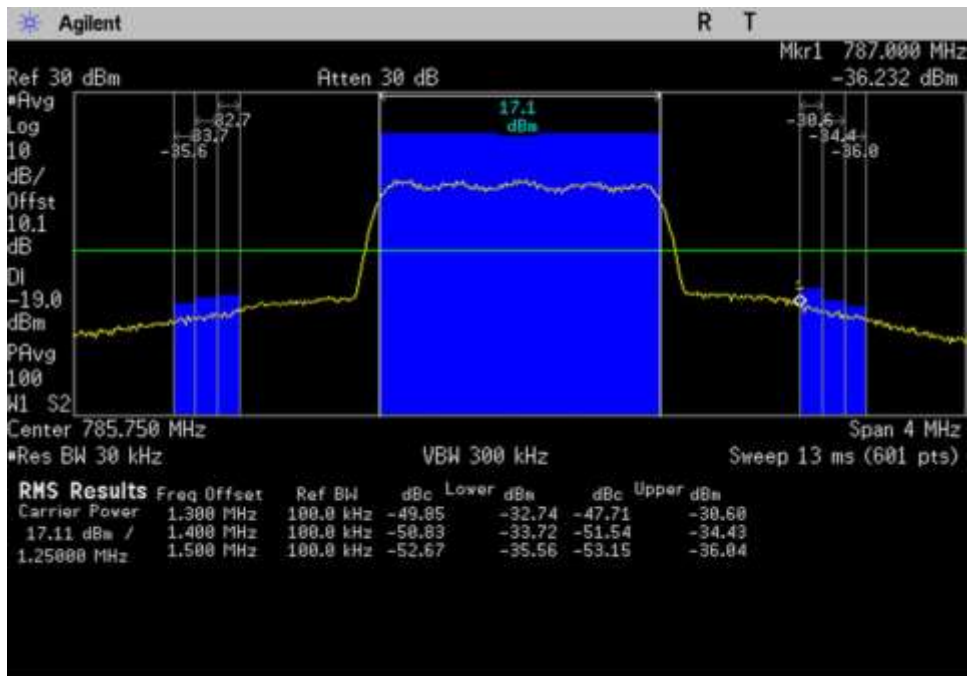 Agilent R T
Mkr1 787.000 MHz
Ref 30 dBm Atten 30 dB -36.232 dBm
#Avg
Log
10
dB/
Offst
10.1
dB
DI
-19.0
dBm
PAvg
100
W1 S2
17.1
dBm
-32.7
-33.7
-35.6
-30.6
-34.4
-36.0
1
Center 785.750 MHz Span 4 MHz
#Res BW 30 kHz VBW 300 kHz Sweep 13 ms (601 pts)
RMS Results Freq Offset Ref BW dBc Lower dBm dBc Upper dBm
Carrier Power 1.300 MHz 100.0 kHz -49.85 -32.74 -47.71 -30.60
17.11 dBm / 1.400 MHz 100.0 kHz -50.83 -33.72 -51.54 -34.43
1.25000 MHz 1.500 MHz 100.0 kHz -52.67 -35.56 -53.15 -36.04